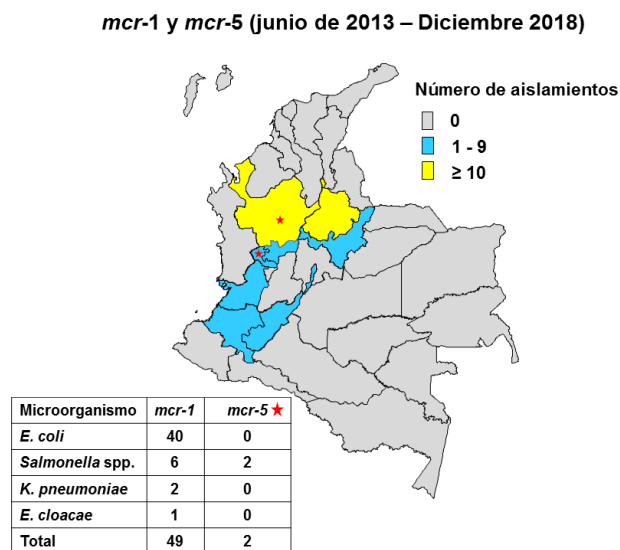 mcr-1 y mcr-5 (junio de 2013 – Diciembre 2018)
Número de aislamientos
0
1 - 9
≥ 10
Microorganismo mcr-1 mcr-5 ★
E. coli 40 0
Salmonella spp. 6 2
K. pneumoniae 2 0
E. cloacae 1 0
Total 49 2